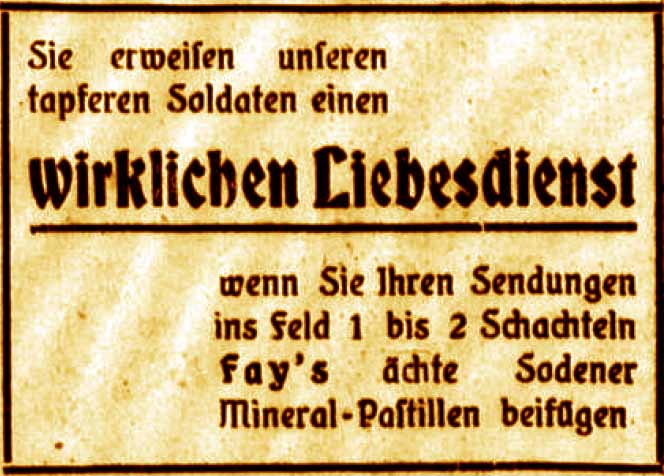 Sie erweiſen unſeren
tapferen Soldaten einen
wirklichen Liebesdienst
wenn Sie Ihren Sendungen
ins Feld 1 bis 2 Schachteln
Fay's ächte Sodener
Mineral-Paſtillen beifügen.